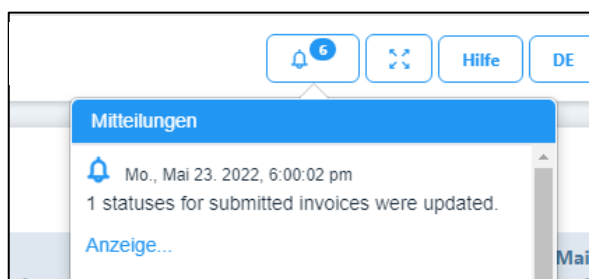 6
Hilfe
DE
Mitteilungen
Mo., Mai 23. 2022, 6:00:02 pm
1 statuses for submitted invoices were updated.
Anzeige...
Mai